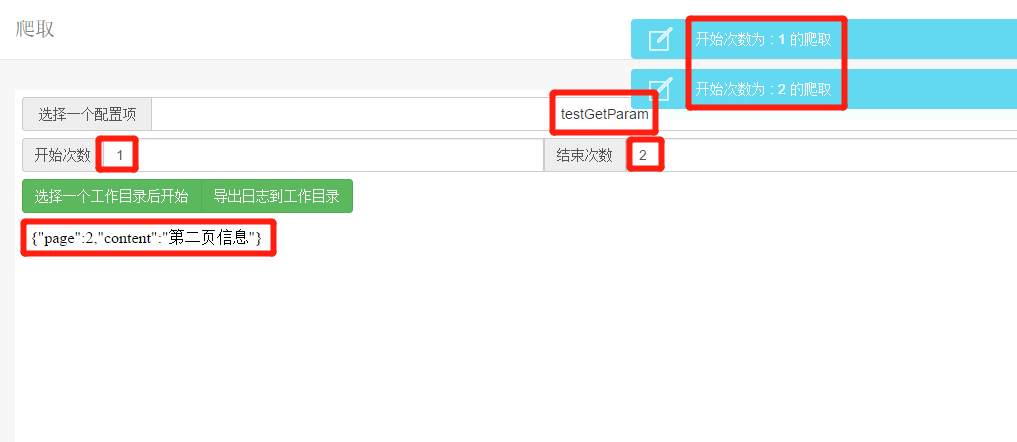 爬取
开始次数为 : 1 的爬取
开始次数为 : 2 的爬取
选择一个配置项 testGetParam
开始次数 1 结束次数 2
选择一个工作目录后开始 导出日志到工作目录
{"page":2,"content":"第二页信息"}